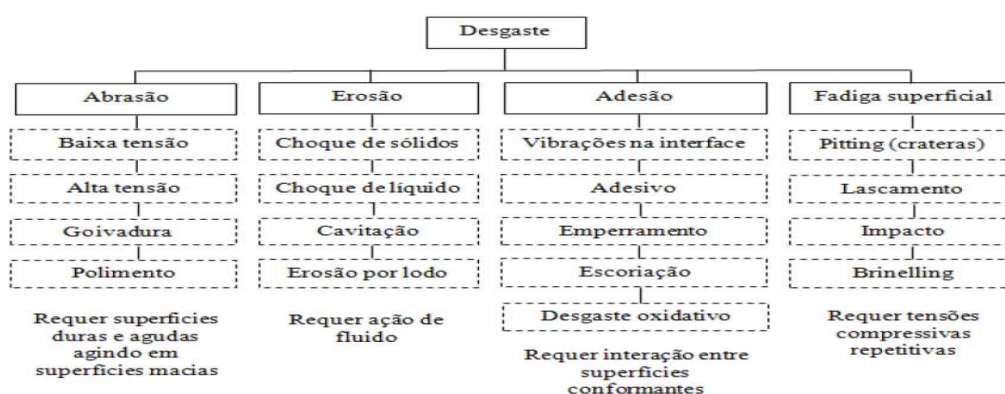 Desgaste
Abrasão
Baixa tensão
Alta tensão
Goivadura
Polimento
Requer superfícies
duras e agudas
agindo em
superfícies macias
Erosão
Choque de sólidos
Choque de líquido
Cavitação
Erosão por lodo
Requer ação de
fluido
Adesão
Vibrações na interface
Adesivo
Emperramento
Escoriação
Desgaste oxidativo
Requer interação entre
superfícies
conformantes
Fadiga superficial
Pitting (crateras)
Lascamento
Impacto
Brinelling
Requer tensões
compressivas
repetitivas